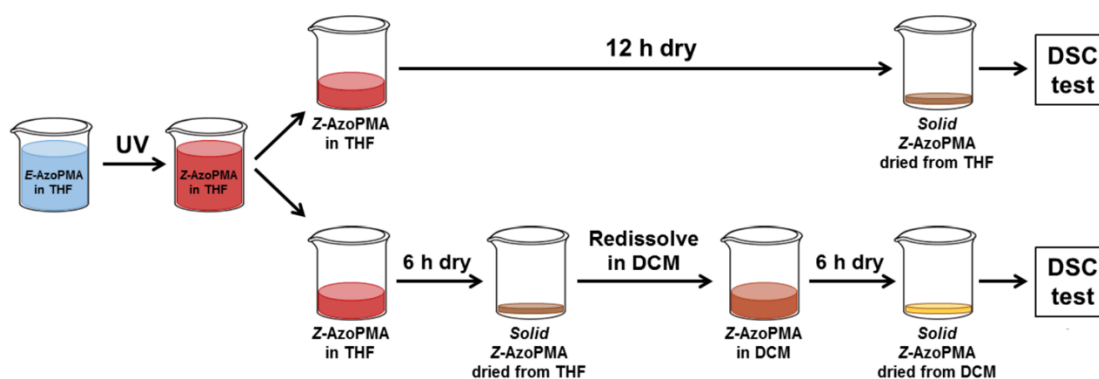 E-AzoPMA
in THF
UV
Z-AzoPMA
in THF
Z-AzoPMA
in THF
12 h dry
Solid
Z-AzoPMA
dried from THF
DSC
test
Z-AzoPMA
in THF
6 h dry
Solid
Z-AzoPMA
dried from THF
Redissolve
in DCM
Z-AzoPMA
in DCM
6 h dry
Solid
Z-AzoPMA
dried from DCM
DSC
test